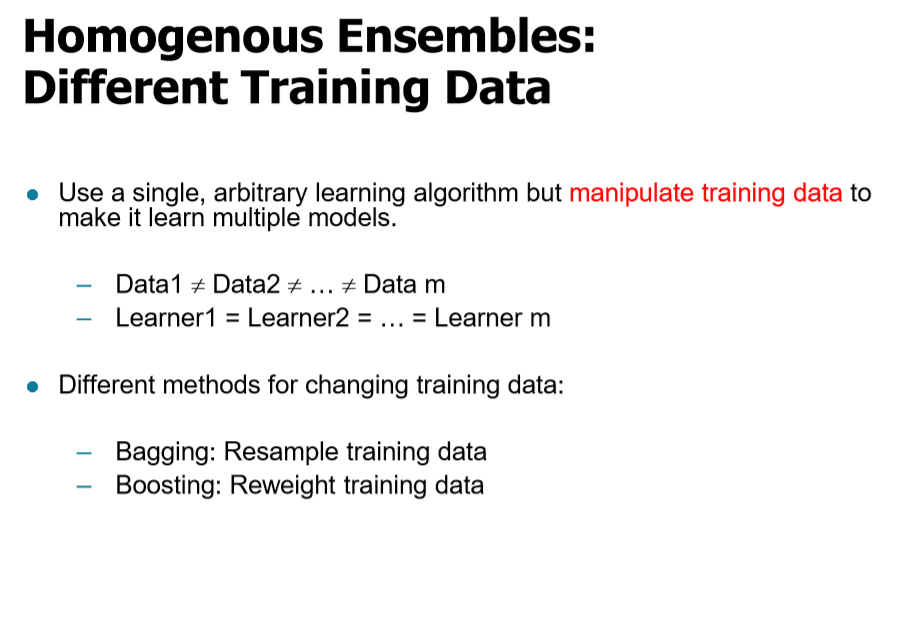 Homogenous Ensembles:
Different Training Data
● Use a single, arbitrary learning algorithm but manipulate training data to
make it learn multiple models.
– Data1 ≠ Data2 ≠ … ≠ Data m
– Learner1 = Learner2 = … = Learner m
● Different methods for changing training data:
– Bagging: Resample training data
– Boosting: Reweight training data